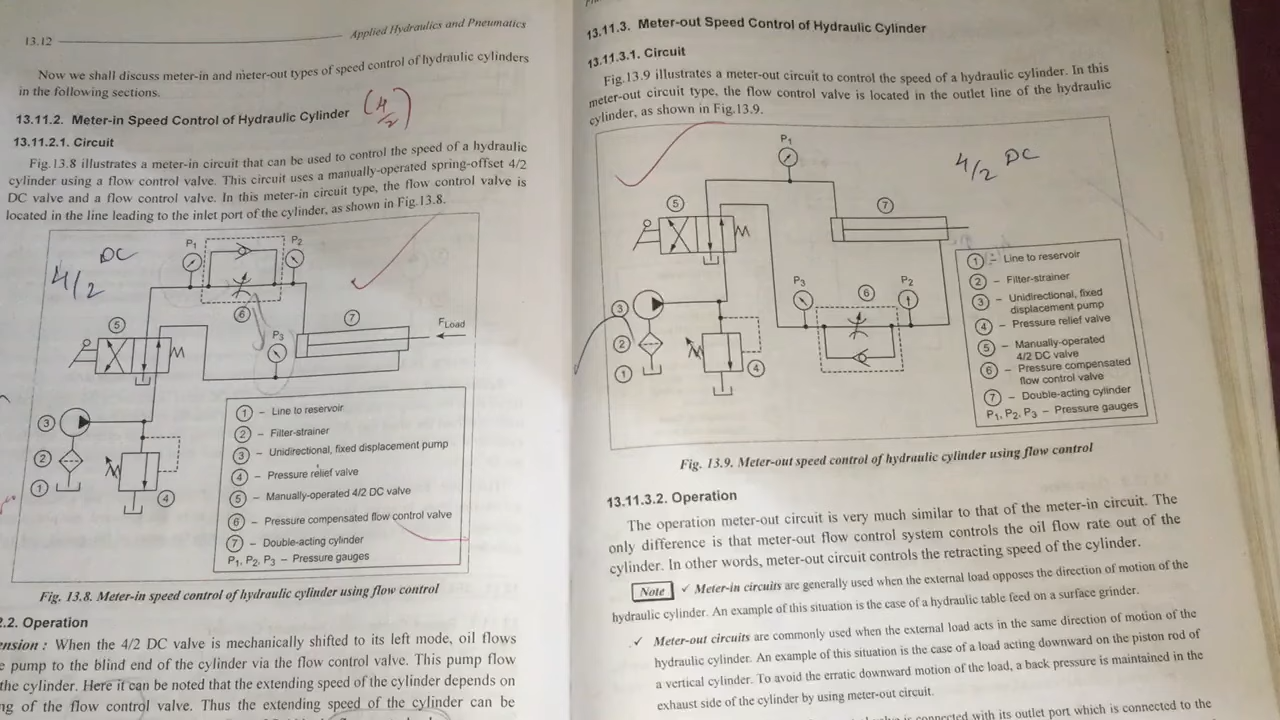 13.12
Applied Hydraulics and Pneumatics
Now we shall discuss meter-in and meter-out types of speed control of hydraulic cylinders
in the following sections.
13.11.2. Meter-in Speed Control of Hydraulic Cylinder (4/2)
13.11.2.1. Circuit
Fig.13.8 illustrates a meter-in circuit that can be used to control the speed of a hydraulic
cylinder using a flow control valve. This circuit uses a manually-operated spring-offset 4/2
DC valve and a flow control valve. In this meter-in circuit type, the flow control valve is
located in the line leading to the inlet port of the cylinder, as shown in Fig.13.8.
4/2 DC
P1
P2
6
7
P3
FLoad
5
3
2
1
4
1 – Line to reservoir
2 – Filter-strainer
3 – Unidirectional, fixed displacement pump
4 – Pressure relief valve
5 – Manually-operated 4/2 DC valve
6 – Pressure compensated flow control valve
7 – Double-acting cylinder
P1, P2, P3 – Pressure gauges
Fig. 13.8. Meter-in speed control of hydraulic cylinder using flow control
2.2. Operation
ension : When the 4/2 DC valve is mechanically shifted to its left mode, oil flows
e pump to the blind end of the cylinder via the flow control valve. This pump flow
the cylinder. Here it can be noted that the extending speed of the cylinder depends on
ng of the flow control valve. Thus the extending speed of the cylinder can be
13.11.3. Meter-out Speed Control of Hydraulic Cylinder
13.11.3.1. Circuit
Fig.13.9 illustrates a meter-out circuit to control the speed of a hydraulic cylinder. In this
meter-out circuit type, the flow control valve is located in the outlet line of the hydraulic
cylinder, as shown in Fig.13.9.
P1
4/2 DC
5
7
P3
6
P2
3
2
1
4
1 – Line to reservoir
2 – Filter-strainer
3 – Unidirectional, fixed
displacement pump
4 – Pressure relief valve
5 – Manually-operated
4/2 DC valve
6 – Pressure compensated
flow control valve
7 – Double-acting cylinder
P1, P2, P3 – Pressure gauges
Fig. 13.9. Meter-out speed control of hydraulic cylinder using flow control
13.11.3.2. Operation
The operation meter-out circuit is very much similar to that of the meter-in circuit. The
only difference is that meter-out flow control system controls the oil flow rate out of the
cylinder. In other words, meter-out circuit controls the retracting speed of the cylinder.
Note ✓ Meter-in circuits are generally used when the external load opposes the direction of motion of the
hydraulic cylinder. An example of this situation is the case of a hydraulic table feed on a surface grinder.
✓ Meter-out circuits are commonly used when the external load acts in the same direction of motion of the
hydraulic cylinder. An example of this situation is the case of a load acting downward on the piston rod of
a vertical cylinder. To avoid the erratic downward motion of the load, a back pressure is maintained in the
exhaust side of the cylinder by using meter-out circuit.
is connected with its outlet port which is connected to the